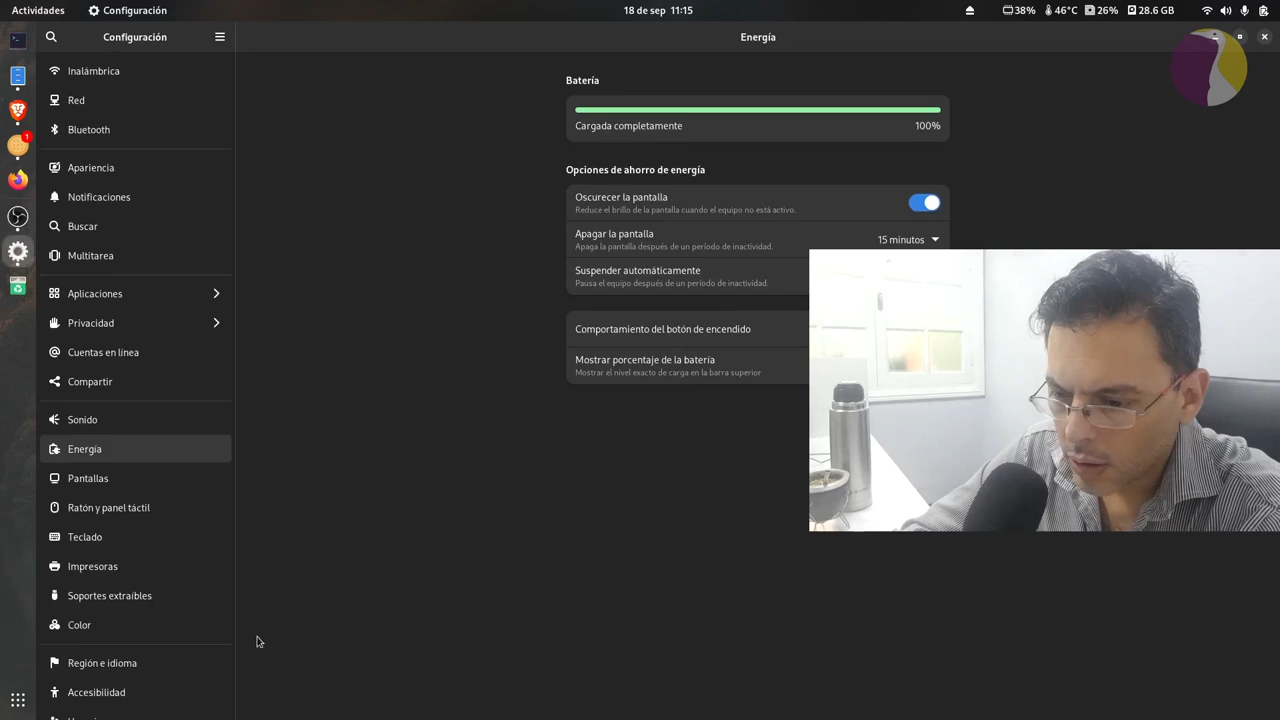 Actividades
Configuración
18 de sep  11:15
38%
46°C
26%
28.6 GB
Configuración
Energía
1
Inalámbrica
Red
Bluetooth
Apariencia
Notificaciones
Buscar
Multitarea
Aplicaciones
Privacidad
Cuentas en línea
Compartir
Sonido
Energía
Pantallas
Ratón y panel táctil
Teclado
Impresoras
Soportes extraíbles
Color
Región e idioma
Accesibilidad
Batería
Cargada completamente
100%
Opciones de ahorro de energía
Oscurecer la pantalla
Reduce el brillo de la pantalla cuando el equipo no está activo.
Apagar la pantalla
Apaga la pantalla después de un período de inactividad.
15 minutos
Suspender automáticamente
Pausa el equipo después de un período de inactividad.
Comportamiento del botón de encendido
Mostrar porcentaje de la batería
Mostrar el nivel exacto de carga en la barra superior